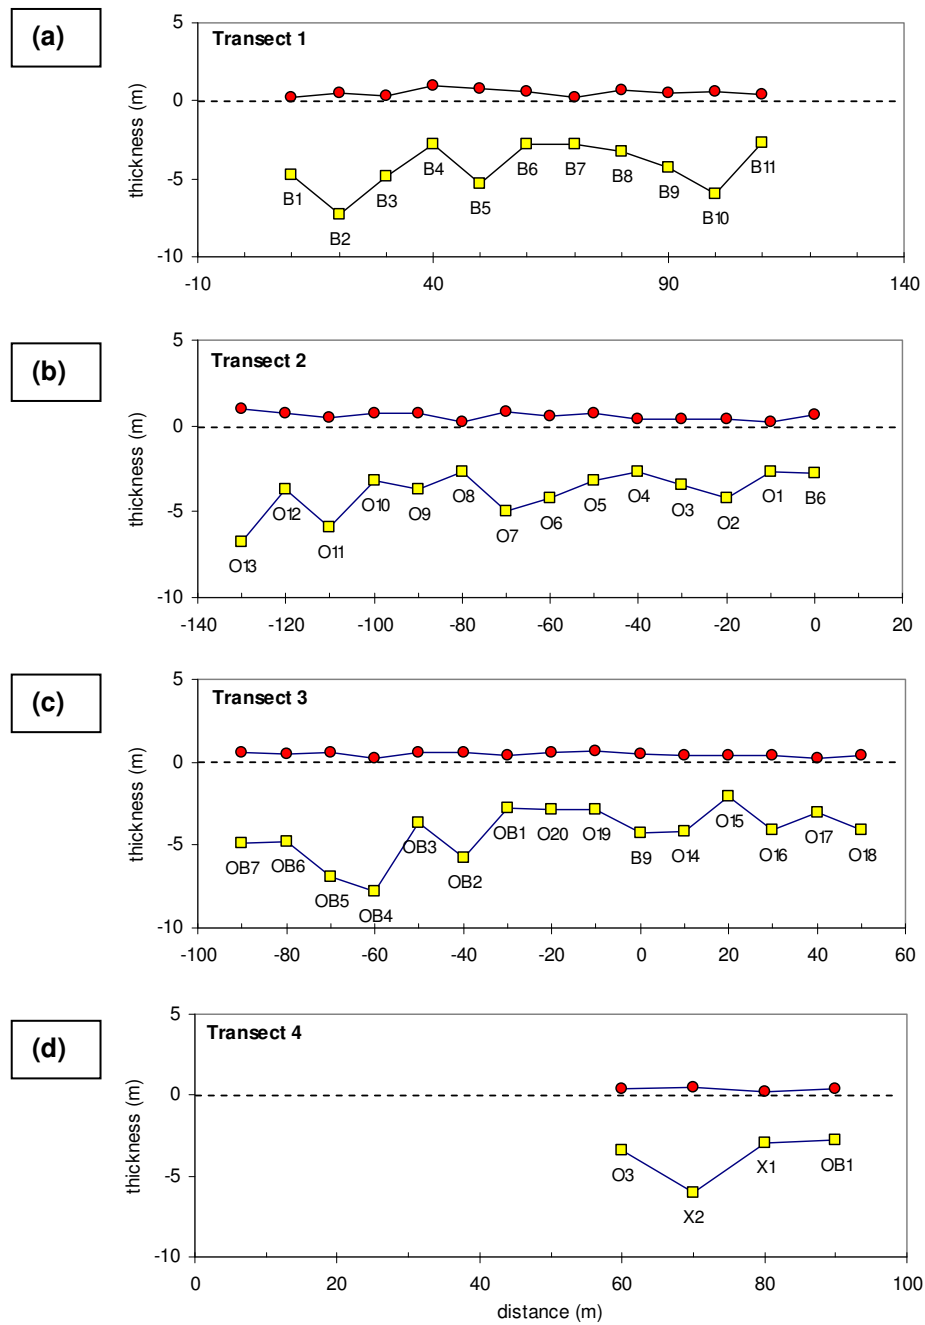 (a)
Transect 1
thickness (m)
5
0
-5
-10
B1
B2
B3
B4
B5
B6
B7
B8
B9
B10
B11
-10
40
90
140
(b)
Transect 2
thickness (m)
5
0
-5
-10
O13
O12
O11
O10
O9
O8
O7
O6
O5
O4
O3
O2
O1
B6
-140
-120
-100
-80
-60
-40
-20
0
20
(c)
Transect 3
thickness (m)
5
0
-5
-10
OB7
OB6
OB5
OB4
OB3
OB2
OB1
O20
O19
B9
O14
O15
O16
O17
O18
-100
-80
-60
-40
-20
0
20
40
60
(d)
Transect 4
thickness (m)
5
0
-5
-10
O3
X2
X1
OB1
0
20
40
60
80
100
distance (m)